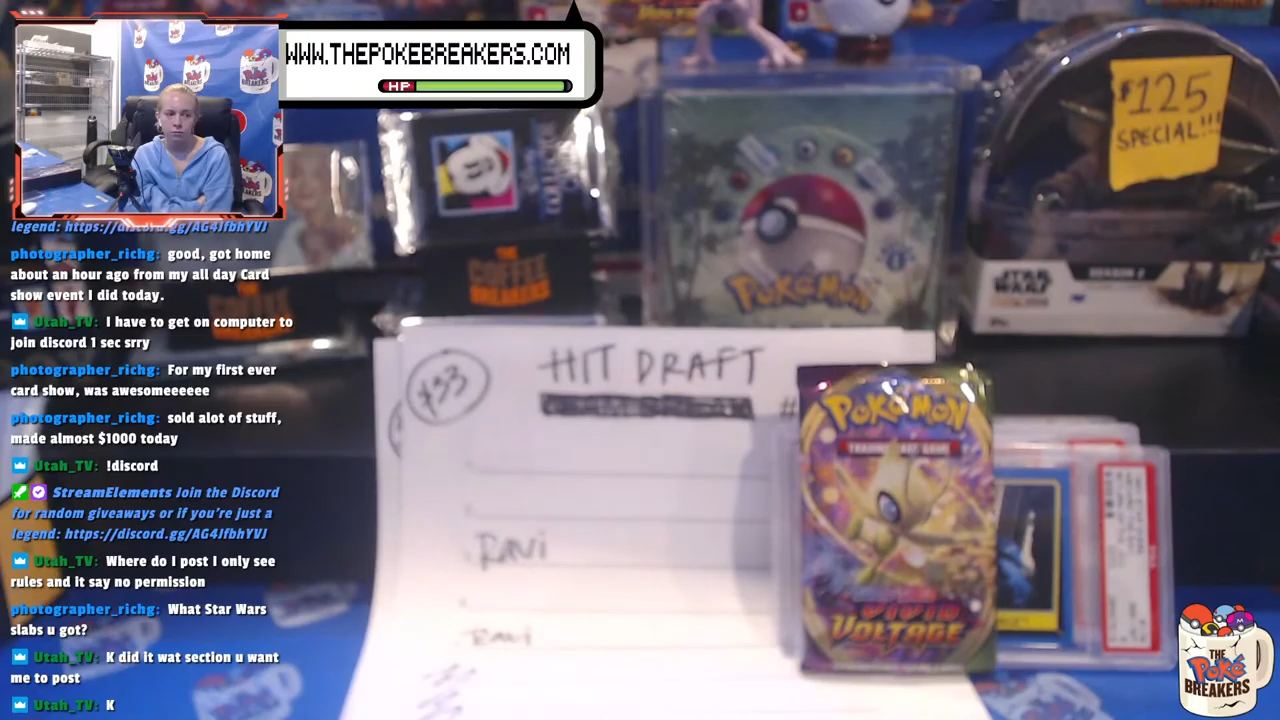 WWW.THEPOKEBREAKERS.COM
HP
$125
SPECIAL!!!
legend: https://discord.gg/AG4JfbhYVJ
photographer_richg: good, got home
about an hour ago from my all day Card
show event I did today.
Utah_TV: I have to get on computer to
join discord 1 sec srry
photographer_richg: For my first ever
card show, was awesomeeeeee
photographer_richg: sold alot of stuff,
made almost $1000 today
Utah_TV: !discord
StreamElements Join the Discord
for random giveaways or if you're just a
legend: https://discord.gg/AG4JfbhYVJ
Utah_TV: Where do I post I only see
rules and it say no permission
photographer_richg: What Star Wars
slabs u got?
Utah_TV: K did it wat section u want
me to post
Utah_TV: K
THE
COFFEE
BREAKERS
POKéMON
STAR WARS
SEASON 2
$33
HIT DRAFT
#
Ravi
Ravi
POKéMON
VIVID
VOLTAGE
THE
Poké
BREAKERS